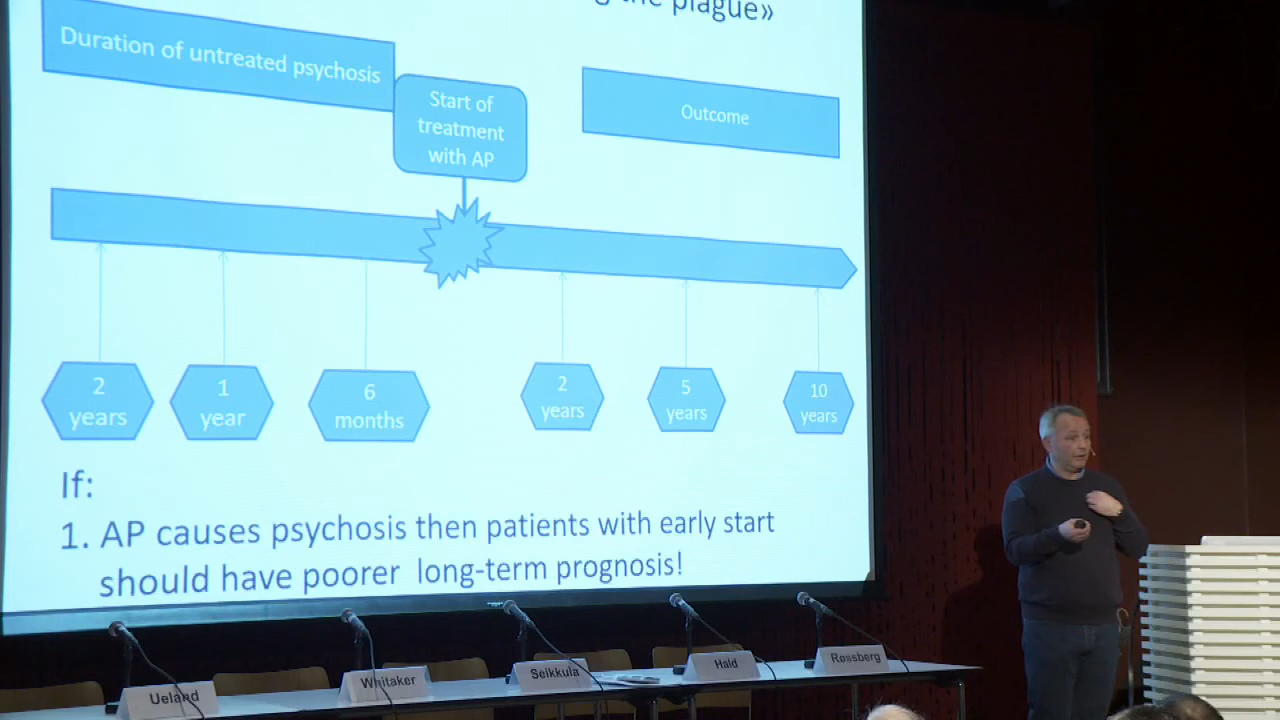 the plague»
Duration of untreated psychosis
Start of
treatment
with AP
Outcome
2
years
1
year
6
months
2
years
5
years
10
years
If:
1. AP causes psychosis then patients with early start
should have poorer long-term prognosis!
Ueland
Whitaker
Seikkula
Hald
Røssberg